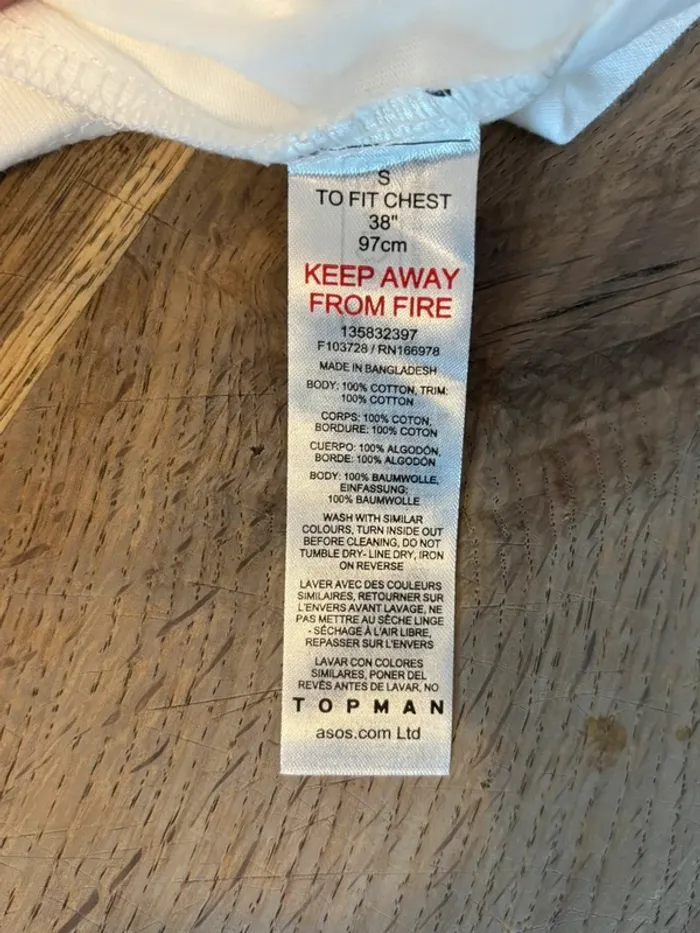 S
TO FIT CHEST
38"
97cm
KEEP AWAY
FROM FIRE
135832397
F103728 / RN166978
MADE IN BANGLADESH
BODY: 100% COTTON, TRIM:
100% COTTON
CORPS: 100% COTON,
BORDURE: 100% COTON
CUERPO: 100% ALGODÓN,
BORDE: 100% ALGODÓN
BODY: 100% BAUMWOLLE,
EINFASSUNG:
100% BAUMWOLLE
WASH WITH SIMILAR
COLOURS, TURN INSIDE OUT
BEFORE CLEANING, DO NOT
TUMBLE DRY- LINE DRY, IRON
ON REVERSE
LAVER AVEC DES COULEURS
SIMILAIRES, RETOURNER SUR
L'ENVERS AVANT LAVAGE, NE
PAS METTRE AU SÈCHE LINGE
- SÉCHAGE À L'AIR LIBRE,
REPASSER SUR L'ENVERS
LAVAR CON COLORES
SIMILARES, PONER DEL
REVÉS ANTES DE LAVAR, NO
TOPMAN
asos.com Ltd